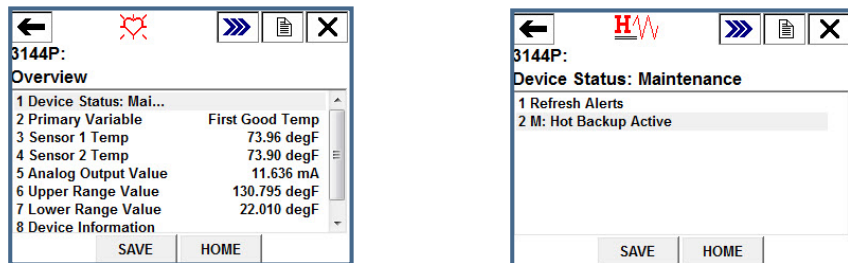 3144P:
Overview
1 Device Status: Mai...
2 Primary Variable First Good Temp
3 Sensor 1 Temp 73.96 degF
4 Sensor 2 Temp 73.90 degF
5 Analog Output Value 11.636 mA
6 Upper Range Value 130.795 degF
7 Lower Range Value 22.010 degF
8 Device Information
SAVE HOME
H
3144P:
Device Status: Maintenance
1 Refresh Alerts
2 M: Hot Backup Active
SAVE HOME